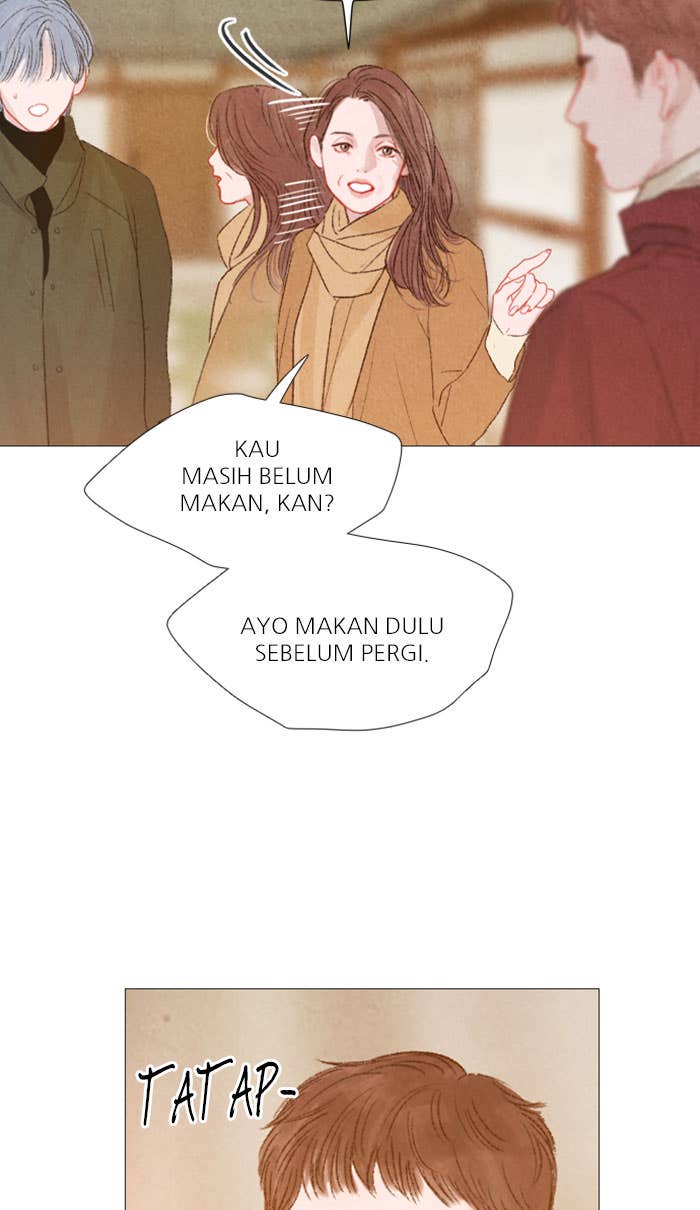 KAU
MASIH BELUM
MAKAN, KAN?
AYO MAKAN DULU
SEBELUM PERGI.
TATAP-